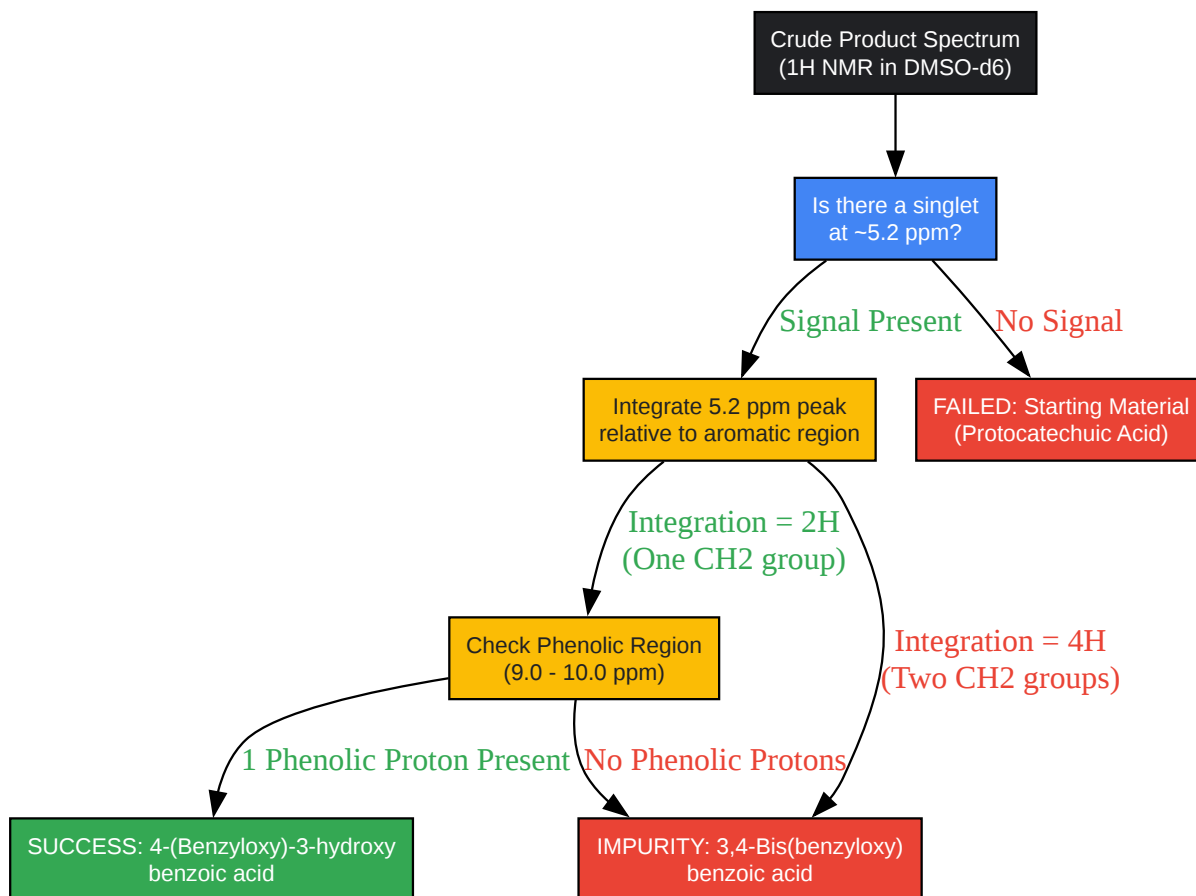 Crude Product Spectrum
(1H NMR in DMSO-d6)
Is there a singlet
at ~5.2 ppm?
Signal Present
No Signal
Integrate 5.2 ppm peak
relative to aromatic region
FAILED: Starting Material
(Protocatechuic Acid)
Integration = 2H
(One CH2 group)
Integration = 4H
(Two CH2 groups)
Check Phenolic Region
(9.0 - 10.0 ppm)
1 Phenolic Proton Present
No Phenolic Protons
SUCCESS: 4-(Benzyloxy)-3-hydroxy
benzoic acid
IMPURITY: 3,4-Bis(benzyloxy)
benzoic acid